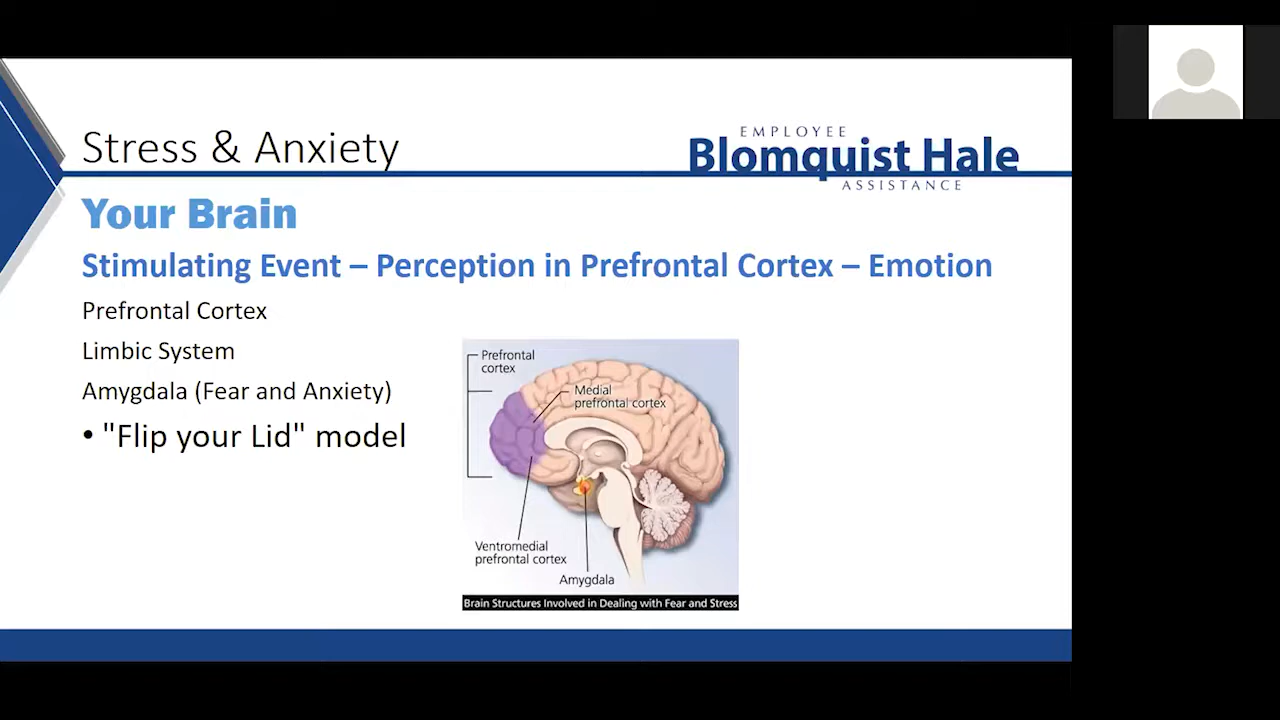 Stress & Anxiety
EMPLOYEE
Blomquist Hale
ASSISTANCE
Your Brain
Stimulating Event – Perception in Prefrontal Cortex – Emotion
Prefrontal Cortex
Limbic System
Amygdala (Fear and Anxiety)
• "Flip your Lid" model
Prefrontal
cortex
Medial
prefrontal cortex
Ventromedial
prefrontal cortex
Amygdala
Brain Structures Involved in Dealing with Fear and Stress